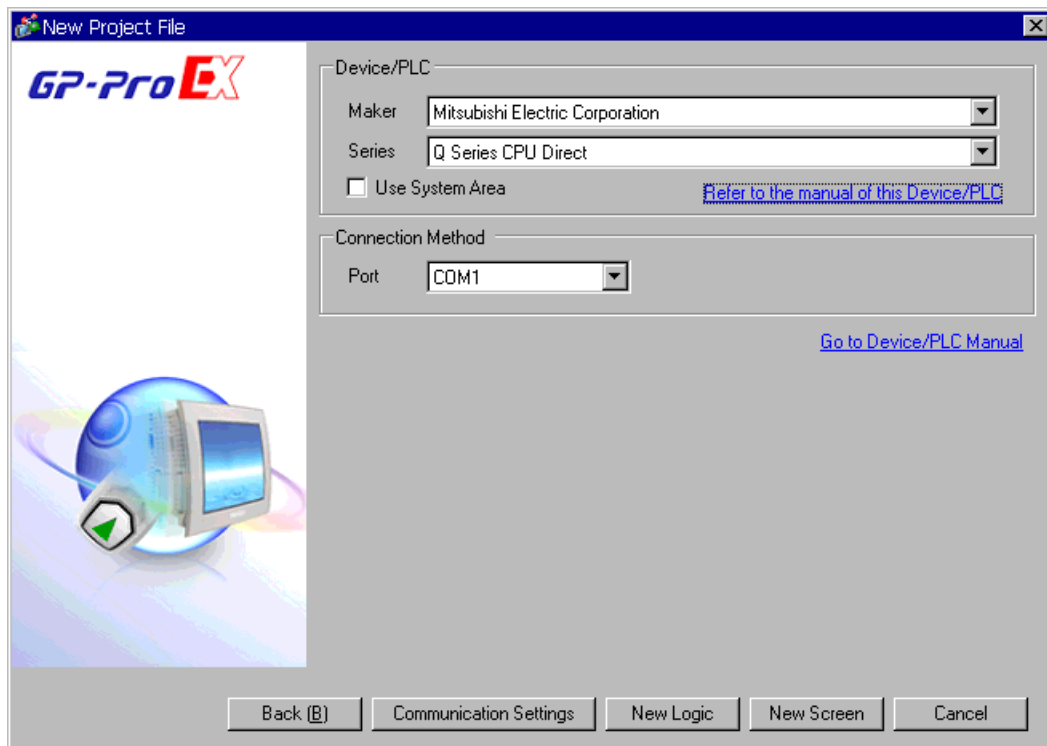 New Project File
GP-Pro EX
Device/PLC
Maker Mitsubishi Electric Corporation
Series Q Series CPU Direct
Use System Area Refer to the manual of this Device/PLC
Connection Method
Port COM1
Go to Device/PLC Manual
Back (B) Communication Settings New Logic New Screen Cancel